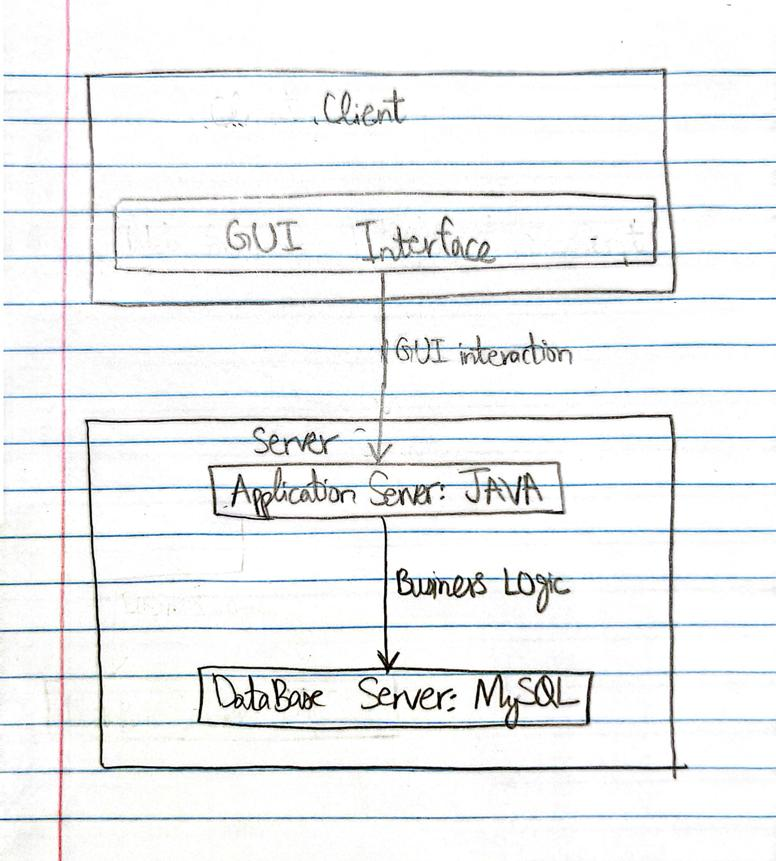 Client
GUI Interface
GUI interaction
Server
Application Server: JAVA
Business Logic
DataBase Server: MySQL